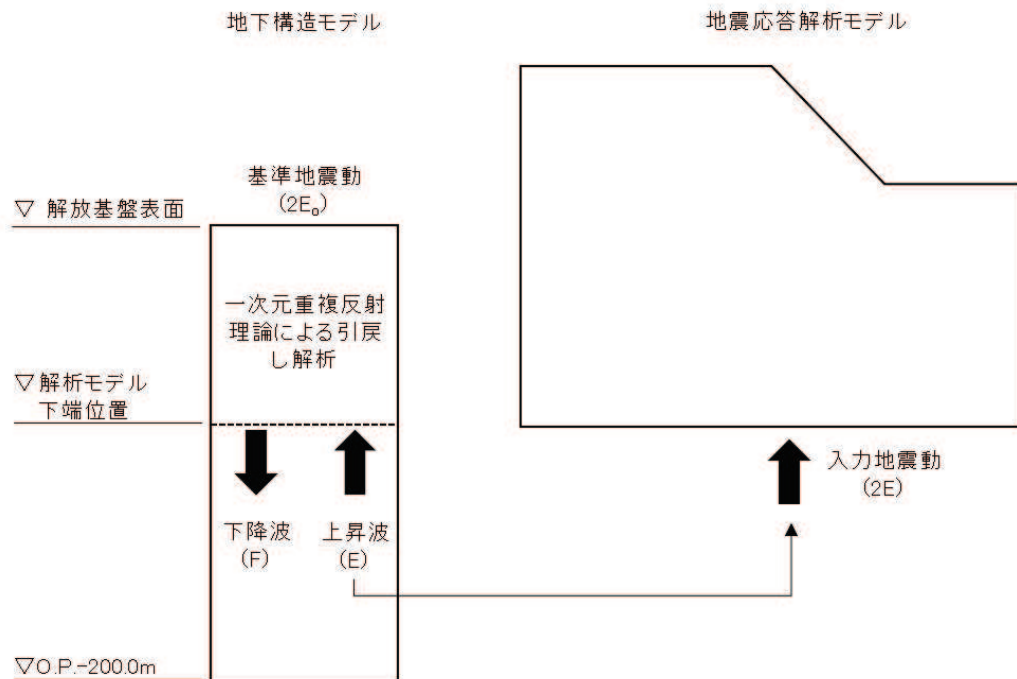 地下構造モデル
地震応答解析モデル
基準地震動
(2E₀)
▽ 解放基盤表面
一次元重複反射
理論による引戻
し解析
▽解析モデル
下端位置
下降波
(F)
上昇波
(E)
入力地震動
(2E)
▽O.P.-200.0m